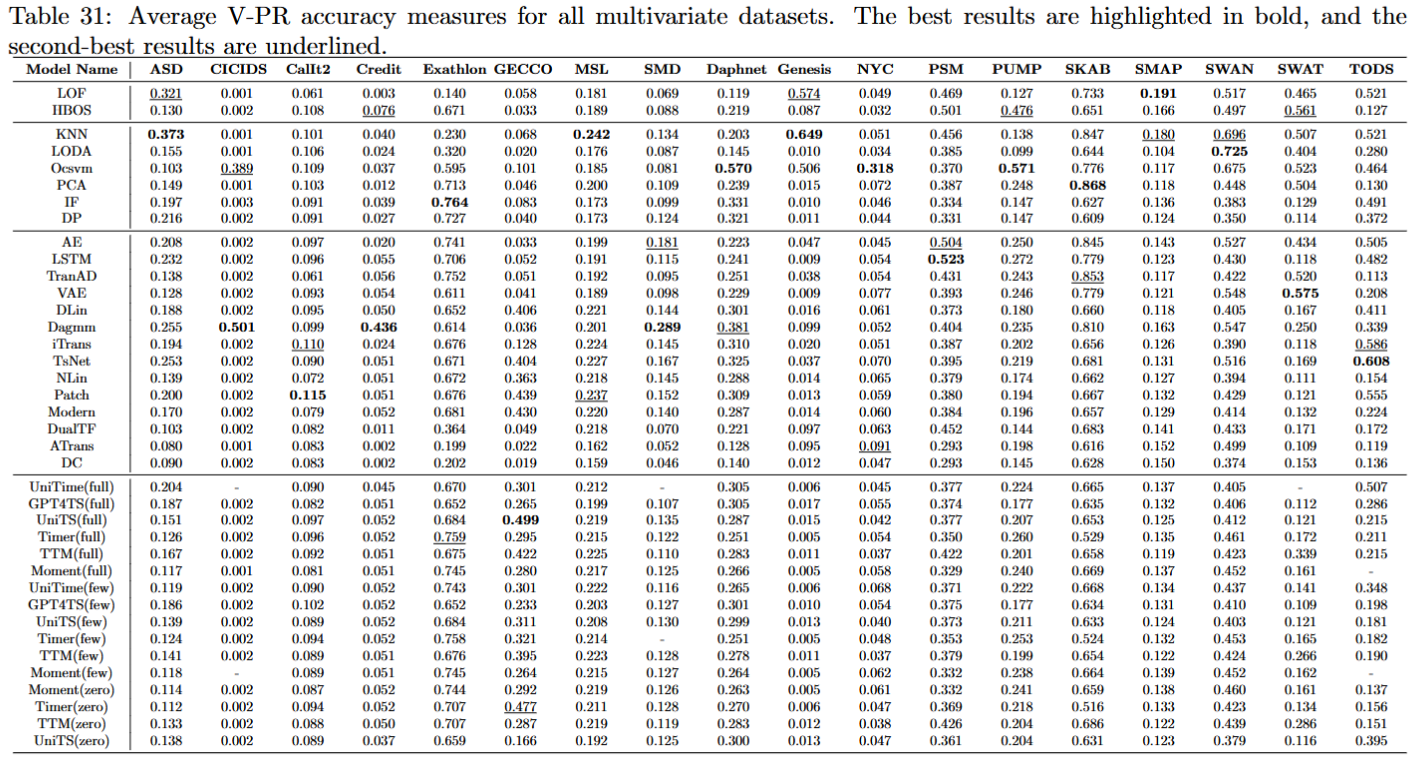 Table 31: Average V-PR accuracy measures for all multivariate datasets. The best results are highlighted in bold, and the
second-best results are underlined.
Model Name ASD CICIDS CalIt2 Credit Exathlon GECCO MSL SMD Daphnet Genesis NYC PSM PUMP SKAB SMAP SWAN SWAT TODS
LOF 0.321 0.001 0.061 0.003 0.140 0.058 0.181 0.069 0.119 0.574 0.049 0.469 0.127 0.733 0.191 0.517 0.465 0.521
HBOS 0.130 0.002 0.108 0.076 0.671 0.033 0.189 0.088 0.219 0.087 0.032 0.501 0.476 0.651 0.166 0.497 0.561 0.127
KNN 0.373 0.001 0.101 0.040 0.230 0.068 0.242 0.134 0.203 0.649 0.051 0.456 0.138 0.847 0.180 0.696 0.507 0.521
LODA 0.155 0.001 0.106 0.024 0.320 0.020 0.176 0.087 0.145 0.010 0.034 0.385 0.099 0.644 0.104 0.725 0.404 0.280
Ocsvm 0.103 0.389 0.109 0.037 0.595 0.101 0.185 0.081 0.570 0.506 0.318 0.370 0.571 0.776 0.117 0.675 0.523 0.464
PCA 0.149 0.001 0.103 0.012 0.713 0.046 0.200 0.109 0.239 0.015 0.072 0.387 0.248 0.868 0.118 0.448 0.504 0.130
IF 0.197 0.003 0.091 0.039 0.764 0.083 0.173 0.099 0.331 0.010 0.046 0.334 0.147 0.627 0.136 0.383 0.129 0.491
DP 0.216 0.002 0.091 0.027 0.727 0.040 0.173 0.124 0.321 0.011 0.044 0.331 0.147 0.609 0.124 0.350 0.114 0.372
AE 0.208 0.002 0.097 0.020 0.741 0.033 0.199 0.181 0.223 0.047 0.045 0.504 0.250 0.845 0.143 0.527 0.434 0.505
LSTM 0.232 0.002 0.096 0.055 0.706 0.052 0.191 0.115 0.241 0.009 0.054 0.523 0.272 0.779 0.123 0.430 0.118 0.482
TranAD 0.138 0.002 0.061 0.056 0.752 0.051 0.192 0.095 0.251 0.038 0.054 0.431 0.243 0.853 0.117 0.422 0.520 0.113
VAE 0.128 0.002 0.093 0.054 0.611 0.041 0.189 0.098 0.229 0.009 0.077 0.393 0.246 0.779 0.121 0.548 0.575 0.208
DLin 0.188 0.002 0.095 0.050 0.652 0.406 0.221 0.144 0.301 0.016 0.061 0.373 0.180 0.660 0.118 0.405 0.167 0.411
Dagmm 0.255 0.501 0.099 0.436 0.614 0.036 0.201 0.289 0.381 0.099 0.052 0.404 0.235 0.810 0.163 0.547 0.250 0.339
iTrans 0.194 0.002 0.110 0.024 0.676 0.128 0.224 0.145 0.310 0.020 0.051 0.387 0.202 0.656 0.126 0.390 0.118 0.586
TsNet 0.253 0.002 0.090 0.051 0.671 0.404 0.227 0.167 0.325 0.037 0.070 0.395 0.219 0.681 0.131 0.516 0.169 0.608
NLin 0.139 0.002 0.072 0.051 0.672 0.363 0.218 0.145 0.288 0.014 0.065 0.379 0.174 0.662 0.127 0.394 0.111 0.154
Patch 0.200 0.002 0.115 0.051 0.676 0.439 0.237 0.152 0.309 0.013 0.059 0.380 0.194 0.667 0.132 0.429 0.121 0.555
Modern 0.170 0.002 0.079 0.052 0.681 0.430 0.220 0.140 0.287 0.014 0.060 0.384 0.196 0.657 0.129 0.414 0.132 0.224
DualTF 0.103 0.002 0.082 0.011 0.364 0.049 0.218 0.070 0.221 0.097 0.063 0.452 0.144 0.683 0.141 0.433 0.171 0.172
ATrans 0.080 0.001 0.083 0.002 0.199 0.022 0.162 0.052 0.128 0.095 0.091 0.293 0.198 0.616 0.152 0.499 0.109 0.119
DC 0.090 0.002 0.083 0.002 0.202 0.019 0.159 0.046 0.140 0.012 0.047 0.293 0.145 0.628 0.150 0.374 0.153 0.136
UniTime(full) 0.204 - 0.090 0.045 0.670 0.301 0.212 - 0.305 0.006 0.045 0.377 0.224 0.665 0.137 0.405 - 0.507
GPT4TS(full) 0.187 0.002 0.082 0.051 0.652 0.265 0.199 0.107 0.305 0.017 0.055 0.374 0.177 0.635 0.132 0.406 0.112 0.286
UniTS(full) 0.151 0.002 0.097 0.052 0.684 0.499 0.219 0.135 0.287 0.015 0.042 0.377 0.207 0.653 0.125 0.412 0.121 0.215
Timer(full) 0.126 0.002 0.096 0.052 0.759 0.295 0.215 0.122 0.251 0.005 0.054 0.350 0.260 0.529 0.135 0.461 0.172 0.211
TTM(full) 0.167 0.002 0.092 0.051 0.675 0.422 0.225 0.110 0.283 0.011 0.037 0.422 0.201 0.658 0.119 0.423 0.339 0.215
Moment(full) 0.117 0.001 0.081 0.051 0.745 0.280 0.217 0.125 0.266 0.005 0.058 0.329 0.240 0.669 0.137 0.452 0.161 -
UniTime(few) 0.119 0.002 0.090 0.052 0.743 0.301 0.222 0.116 0.265 0.006 0.068 0.371 0.222 0.668 0.134 0.437 0.141 0.348
GPT4TS(few) 0.186 0.002 0.102 0.052 0.652 0.233 0.203 0.127 0.301 0.010 0.054 0.375 0.177 0.634 0.131 0.410 0.109 0.198
UniTS(few) 0.139 0.002 0.089 0.052 0.684 0.311 0.208 0.130 0.299 0.013 0.040 0.373 0.211 0.633 0.124 0.403 0.121 0.181
Timer(few) 0.124 0.002 0.094 0.052 0.758 0.321 0.214 - 0.251 0.005 0.048 0.353 0.253 0.524 0.132 0.453 0.165 0.182
TTM(few) 0.141 0.002 0.089 0.051 0.676 0.395 0.223 0.128 0.278 0.011 0.037 0.379 0.199 0.654 0.122 0.424 0.266 0.190
Moment(few) 0.118 - 0.089 0.051 0.745 0.264 0.215 0.127 0.264 0.005 0.062 0.332 0.238 0.664 0.139 0.452 0.162 -
Moment(zero) 0.114 0.002 0.087 0.052 0.744 0.292 0.219 0.126 0.263 0.005 0.061 0.332 0.241 0.659 0.138 0.460 0.161 0.137
Timer(zero) 0.112 0.002 0.094 0.052 0.707 0.477 0.211 0.128 0.270 0.006 0.047 0.369 0.218 0.516 0.133 0.423 0.134 0.156
TTM(zero) 0.133 0.002 0.088 0.050 0.707 0.287 0.219 0.119 0.283 0.012 0.038 0.426 0.204 0.686 0.122 0.439 0.286 0.151
UniTS(zero) 0.138 0.002 0.089 0.037 0.659 0.166 0.192 0.125 0.300 0.013 0.047 0.361 0.204 0.631 0.123 0.379 0.116 0.395